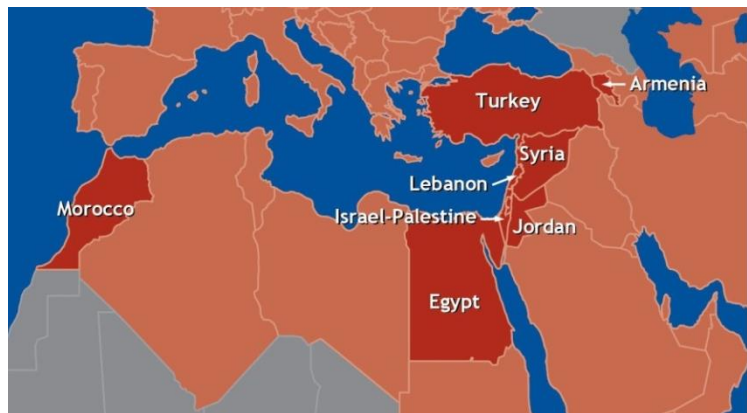 Armenia
Turkey
Syria
Lebanon
Morocco
Israel-Palestine
Jordan
Egypt